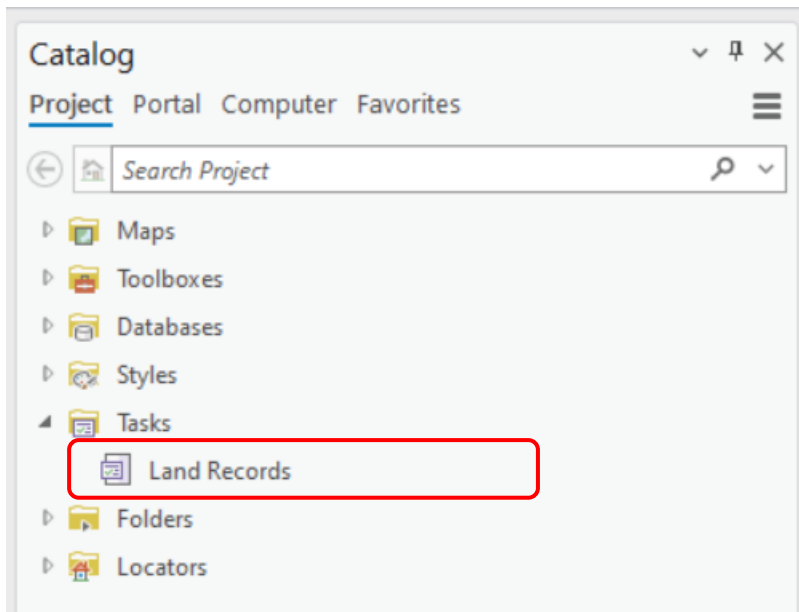 Catalog
Project Portal Computer Favorites
Search Project
Maps
Toolboxes
Databases
Styles
Tasks
Land Records
Folders
Locators